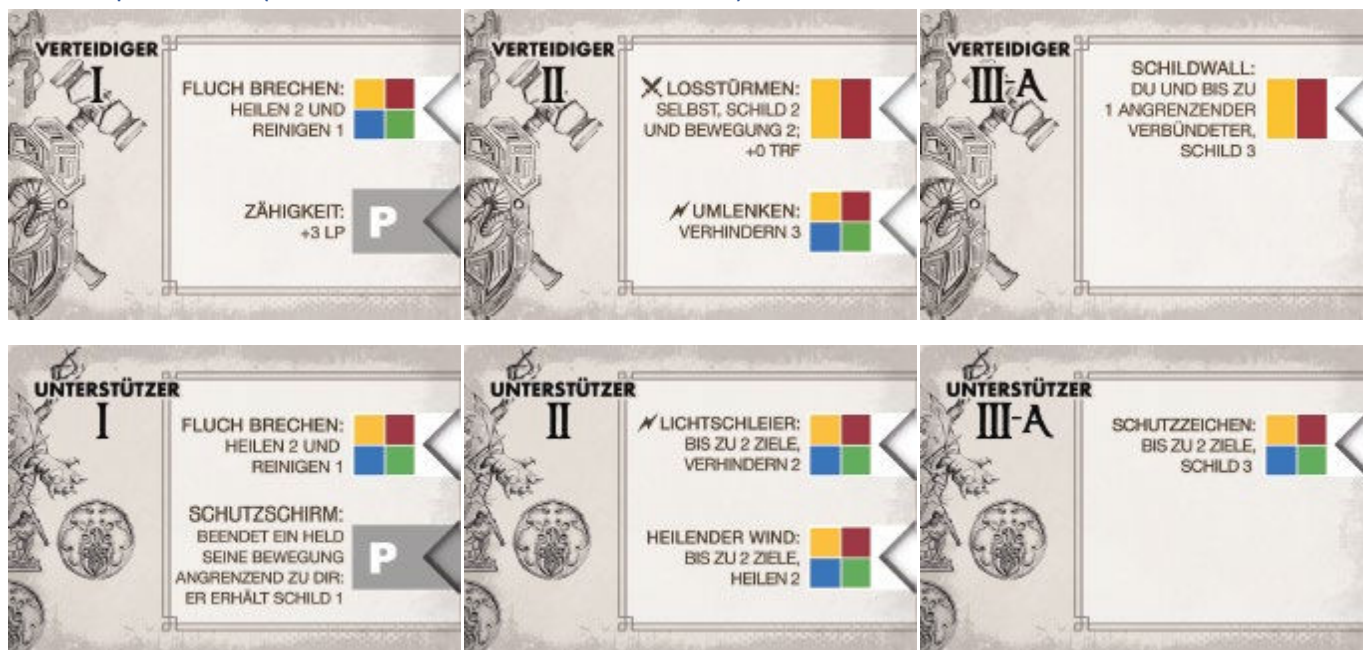 VERTEIDIGER
I
FLUCH BRECHEN:
HEILEN 2 UND
REINIGEN 1
ZÄHIGKEIT:
+3 LP
P
VERTEIDIGER
II
LOSSTÜRMEN:
SELBST, SCHILD 2
UND BEWEGUNG 2;
+0 TRF
UMLENKEN:
VERHINDERN 3
VERTEIDIGER
III-A
SCHILDWALL:
DU UND BIS ZU
1 ANGRENZENDER
VERBÜNDETER,
SCHILD 3
UNTERSTÜTZER
I
FLUCH BRECHEN:
HEILEN 2 UND
REINIGEN 1
SCHUTZSCHIRM:
BEENDET EIN HELD
SEINE BEWEGUNG
ANGRENZEND ZU DIR:
ER ERHÄLT SCHILD 1
P
UNTERSTÜTZER
II
LICHTSCHLEIER:
BIS ZU 2 ZIELE,
VERHINDERN 2
HEILENDER WIND:
BIS ZU 2 ZIELE,
HEILEN 2
UNTERSTÜTZER
III-A
SCHUTZZEICHEN:
BIS ZU 2 ZIELE,
SCHILD 3